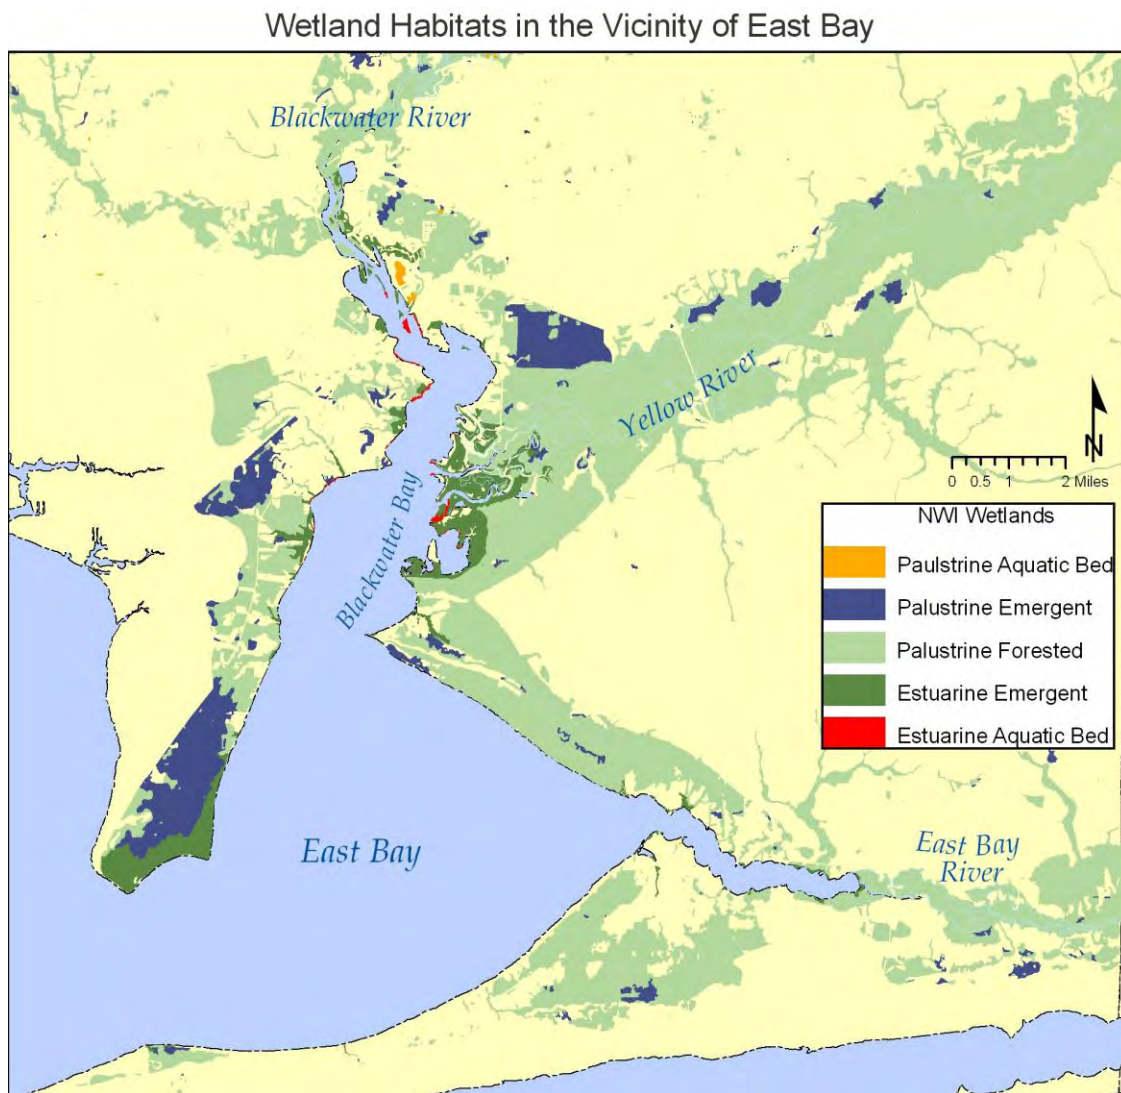 Wetland Habitats in the Vicinity of East Bay
Blackwater River
Yellow River
N
0 0.5 1 2 Miles
Blackwater Bay
NWI Wetlands
Paulstrine Aquatic Bed
Palustrine Emergent
Palustrine Forested
Estuarine Emergent
Estuarine Aquatic Bed
East Bay
East Bay
River